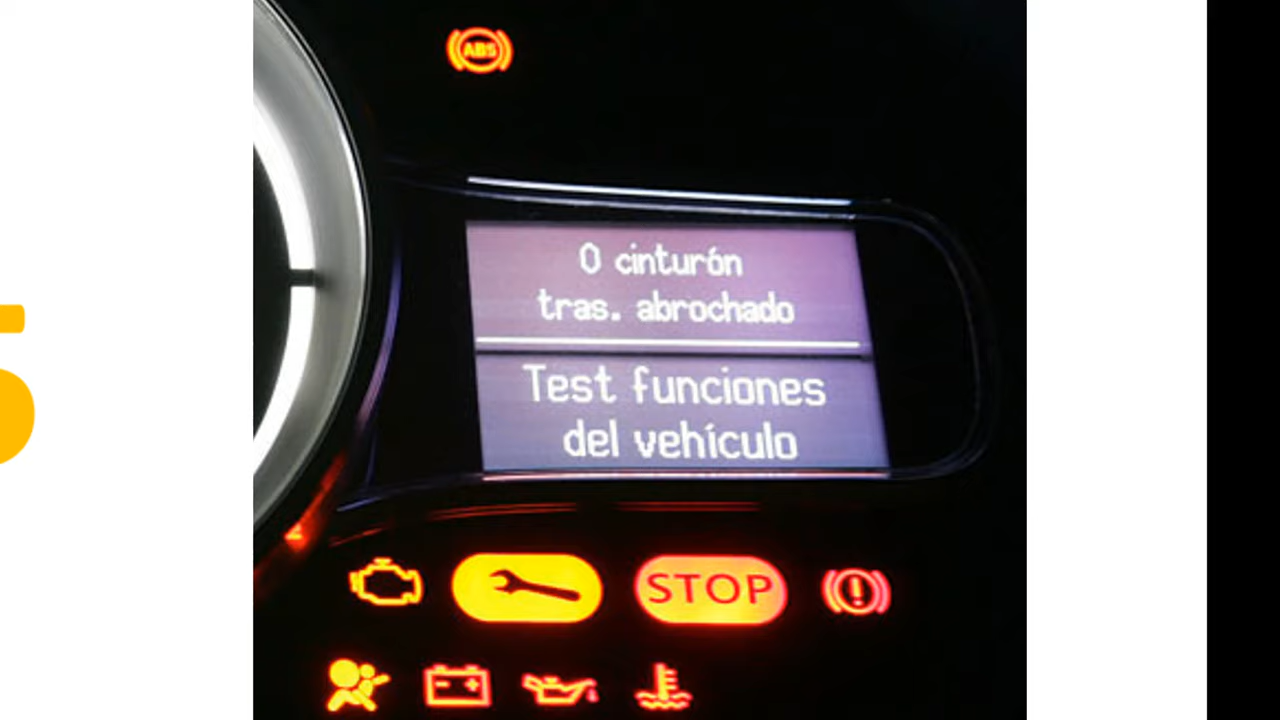 ABS
0 cinturón
tras. abrochado
Test funciones
del vehículo
STOP